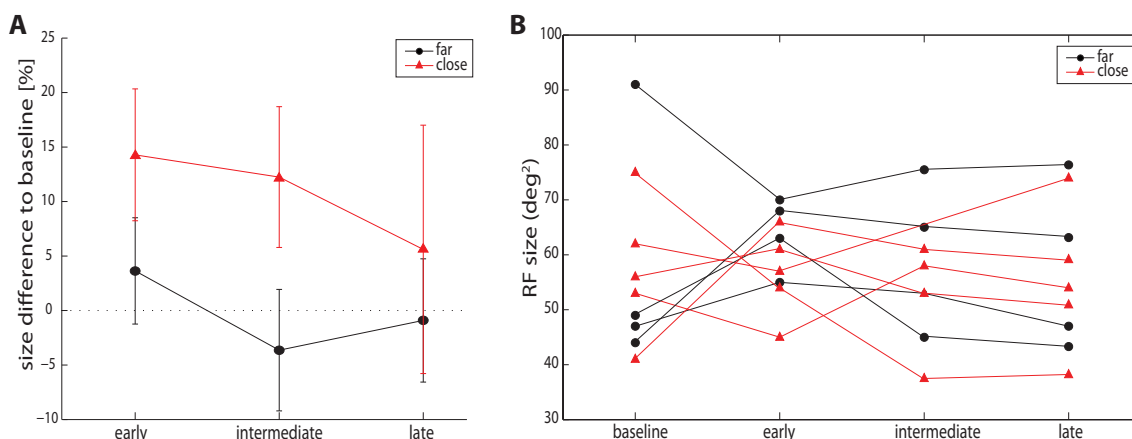 A
size difference to baseline [%]
25
20
15
10
5
0
−5
−10
early
intermediate
late
far
close
B
RF size (deg²)
100
90
80
70
60
50
40
30
baseline
early
intermediate
late
far
close